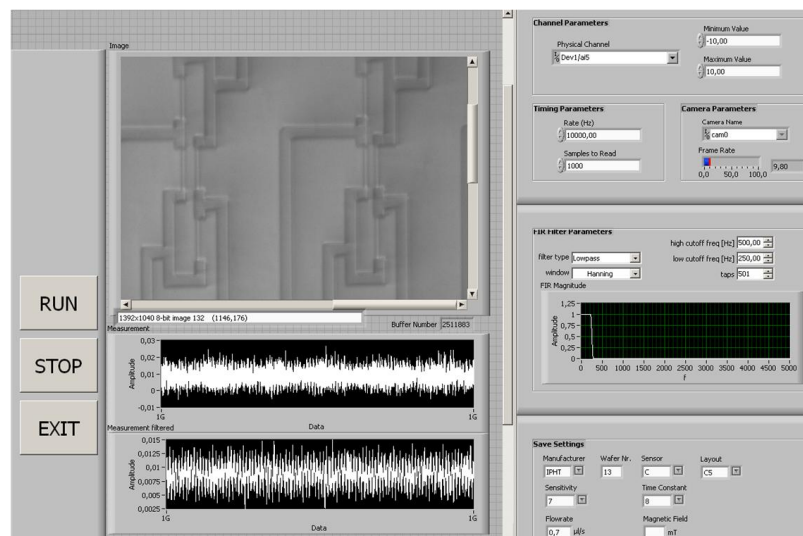 Image
RUN
STOP
EXIT
1392x1040 8-bit image 132 (1146,176)
Buffer Number 2511883
Measurement
0,03
0,02
0,01
0
-0,01
Amplitude
1G 1G
Data
Measurement filtered
0,015
0,0125
0,01
0,0075
0,005
0,0025
Amplitude
1G 1G
Data
Channel Parameters
Physical Channel
Dev1/ai5
Minimum Value
-10,00
Maximum Value
10,00
Timing Parameters
Rate (Hz)
10000,00
Samples to Read
1000
Camera Parameters
Camera Name
cam0
Frame Rate
0,0 50,0 100,0
9,80
FIR Filter Parameters
filter type Lowpass
window Hanning
high cutoff freq [Hz] 500,00
low cutoff freq [Hz] 250,00
taps 501
FIR Magnitude
1,25
1
0,75
0,5
0,25
0
Amplitude
0 500 1000 1500 2000 2500 3000 3500 4000 4500 5000
f
Save Settings
Manufacturer Wafer Nr. Sensor Layout
IPHT 13 C C5
Sensitivity Time Constant
7 8
Flowrate Magnetic Field
0,7 µl/s mT